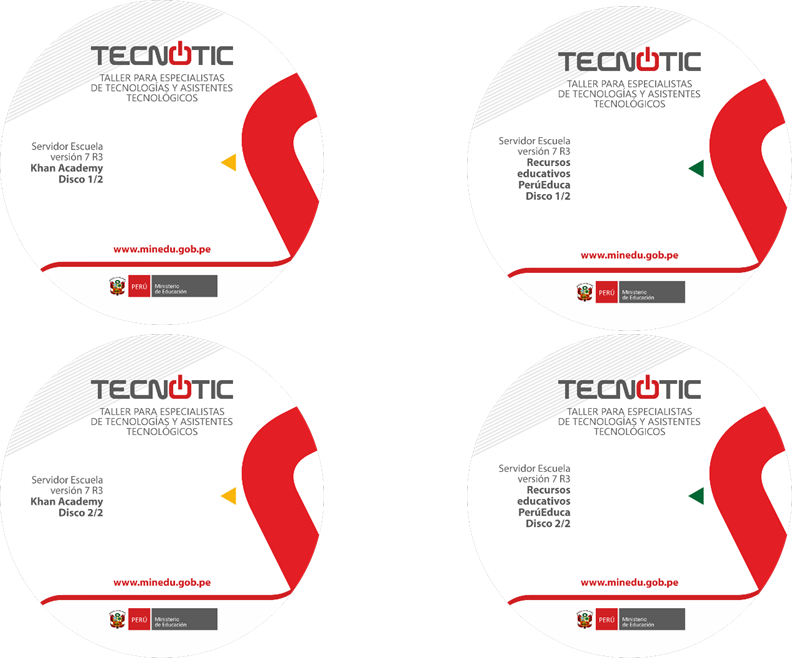 TECNOTIC
TALLER PARA ESPECIALISTAS
DE TECNOLOGÍAS Y ASISTENTES
TECNOLÓGICOS
Servidor Escuela
versión 7 R3
Khan Academy
Disco 1/2
www.minedu.gob.pe
PERÚ
Ministerio
de Educación
TECNOTIC
TALLER PARA ESPECIALISTAS
DE TECNOLOGÍAS Y ASISTENTES
TECNOLÓGICOS
Servidor Escuela
versión 7 R3
Recursos
educativos
PerúEduca
Disco 1/2
www.minedu.gob.pe
PERÚ
Ministerio
de Educación
TECNOTIC
TALLER PARA ESPECIALISTAS
DE TECNOLOGÍAS Y ASISTENTES
TECNOLÓGICOS
Servidor Escuela
versión 7 R3
Khan Academy
Disco 2/2
www.minedu.gob.pe
PERÚ
Ministerio
de Educación
TECNOTIC
TALLER PARA ESPECIALISTAS
DE TECNOLOGÍAS Y ASISTENTES
TECNOLÓGICOS
Servidor Escuela
versión 7 R3
Recursos
educativos
PerúEduca
Disco 2/2
www.minedu.gob.pe
PERÚ
Ministerio
de Educación